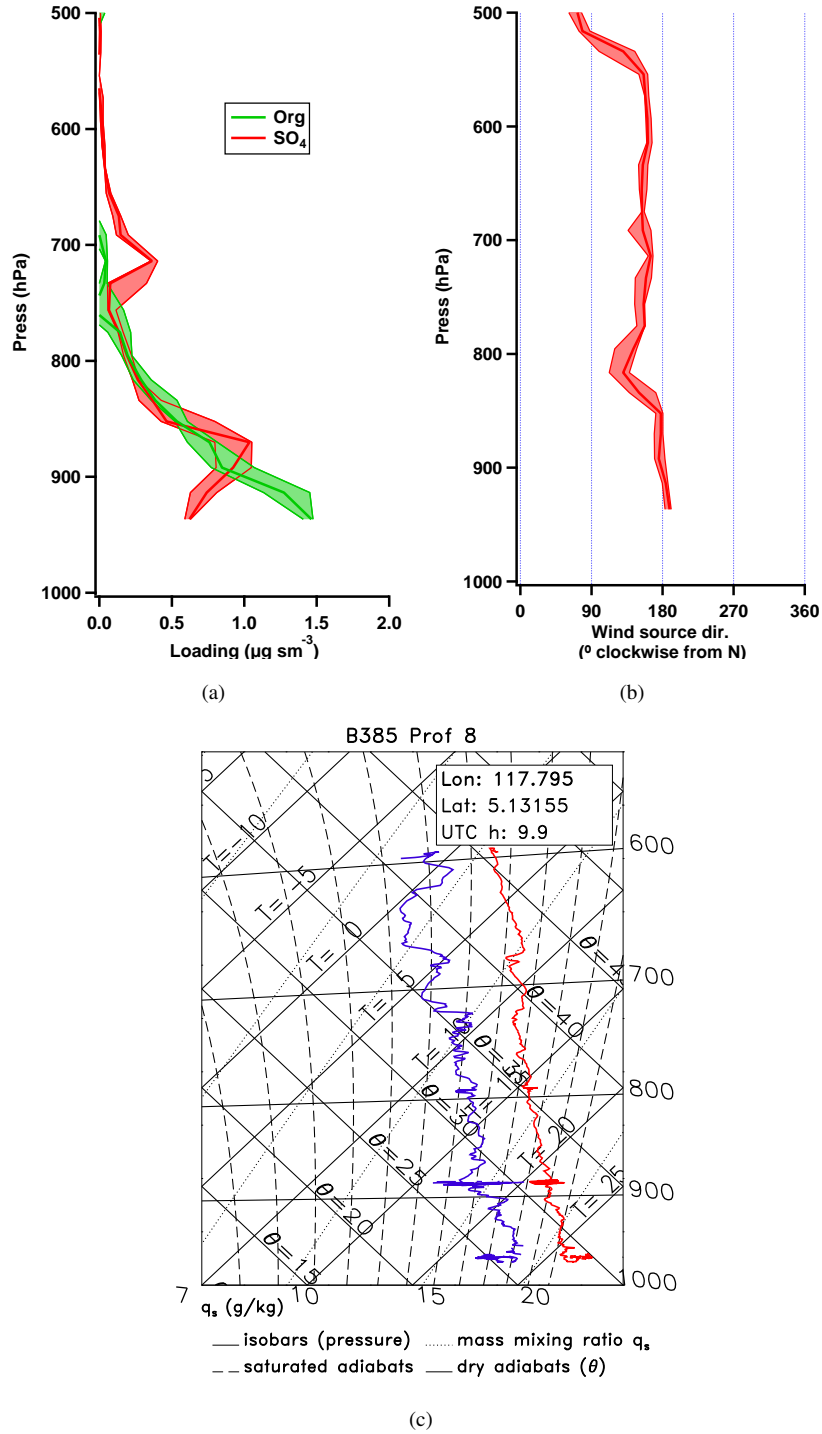 500
600
700
800
900
1000
Press (hPa)
Org
SO4
0.0 0.5 1.0 1.5 2.0
Loading (µg sm-3)
(a)
500
600
700
800
900
1000
Press (hPa)
0 90 180 270 360
Wind source dir.
(º clockwise from N)
(b)
B385 Prof 8
Lon: 117.795
Lat: 5.13155
UTC h: 9.9
T=-10
T=-5
T= 0
T= 5
T= 10
T= 20
T= 25
θ=4
θ=40
θ=35
θ=30
θ=25
θ=20
θ=15
600
700
800
900
1000
7 10 15 20
qs (g/kg)
isobars (pressure) mass mixing ratio qs
saturated adiabats dry adiabats (θ)
(c)